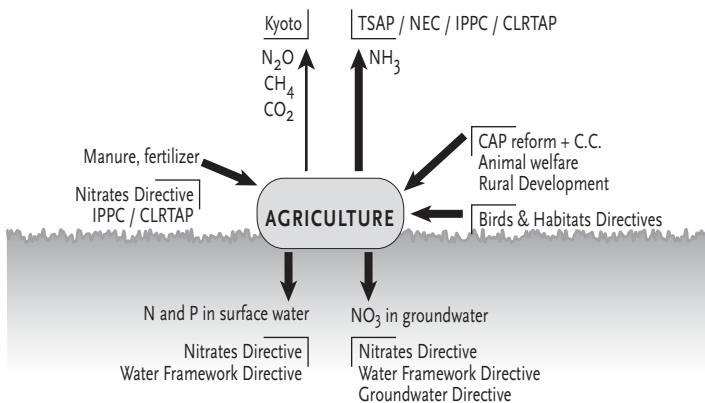 Kyoto
TSAP / NEC / IPPC / CLRTAP
N₂O
CH₄
CO₂
NH₃
Manure, fertilizer
Nitrates Directive
IPPC / CLRTAP
CAP reform + C.C.
Animal welfare
Rural Development
AGRICULTURE
Birds & Habitats Directives
N and P in surface water
Nitrates Directive
Water Framework Directive
NO₃ in groundwater
Nitrates Directive
Water Framework Directive
Groundwater Directive